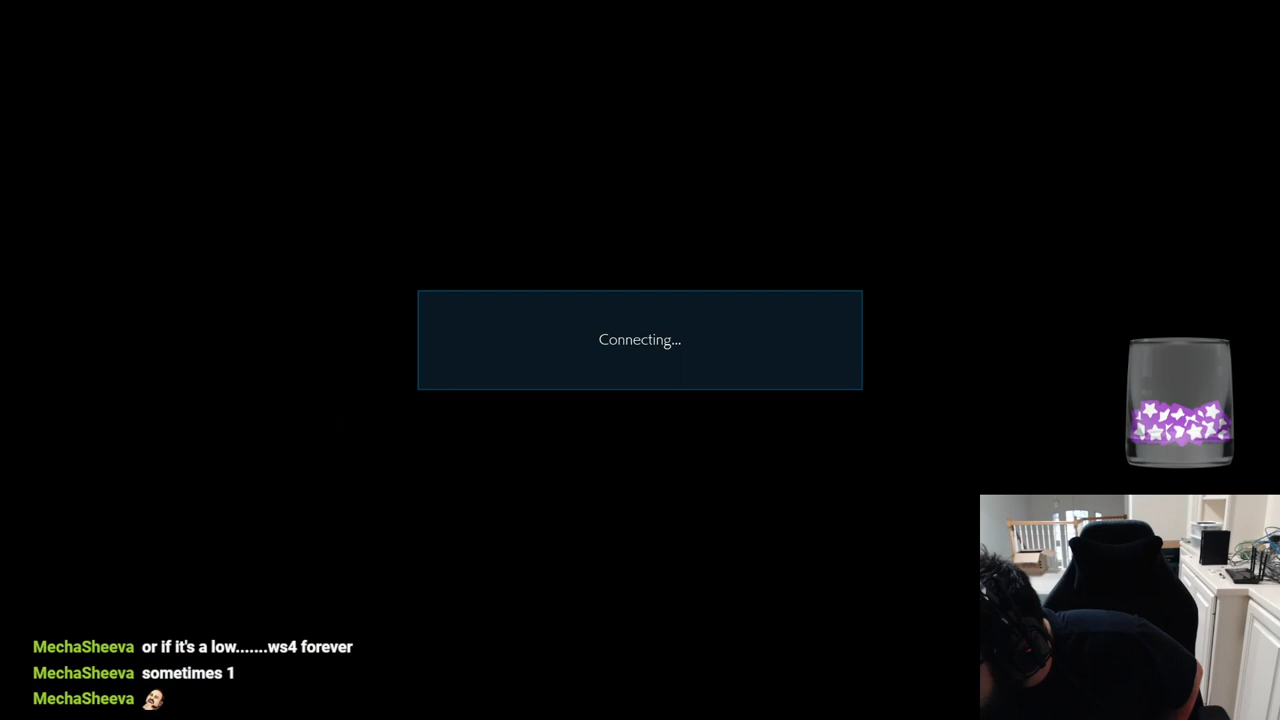 Connecting...
MechaSheeva or if it's a low.......ws4 forever
MechaSheeva sometimes 1
MechaSheeva